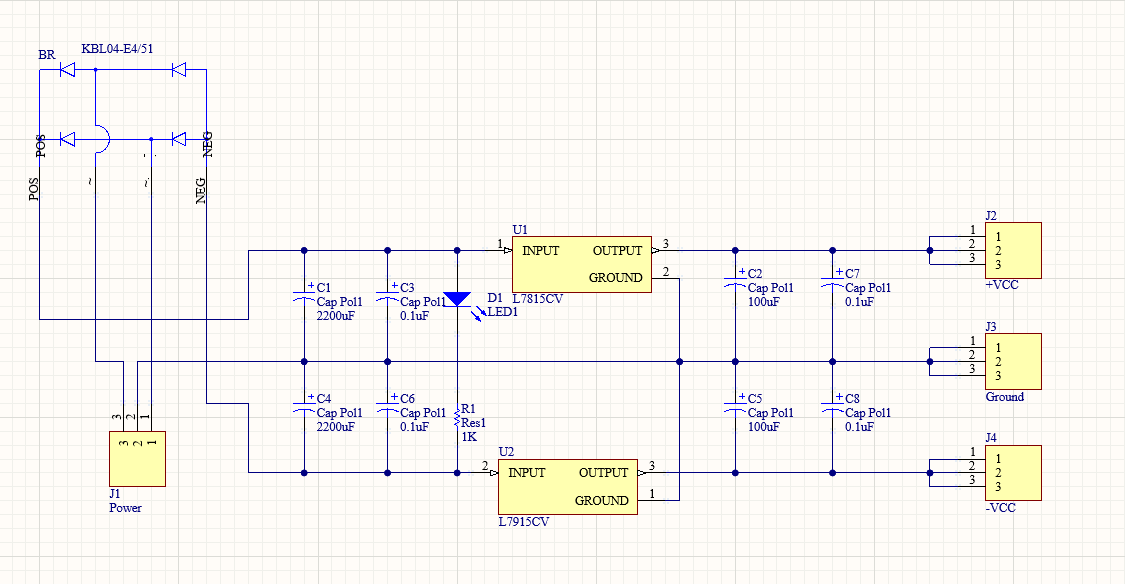 BR
KBL04-E4/51
POS
NEG
POS
~
~
NEG
J2
1 1
2 2
3 3
+VCC
U1
1 INPUT OUTPUT 3
GROUND 2
L7815CV
C1
Cap Pol1
2200uF
C3
Cap Pol1
0.1uF
D1
LED1
C2
Cap Pol1
100uF
C7
Cap Pol1
0.1uF
J3
1 1
2 2
3 3
Ground
C4
Cap Pol1
2200uF
C6
Cap Pol1
0.1uF
R1
Res1
1K
C5
Cap Pol1
100uF
C8
Cap Pol1
0.1uF
3 2 1
3 2 1
J1
Power
U2
2 INPUT OUTPUT 3
GROUND 1
L7915CV
J4
1 1
2 2
3 3
-VCC